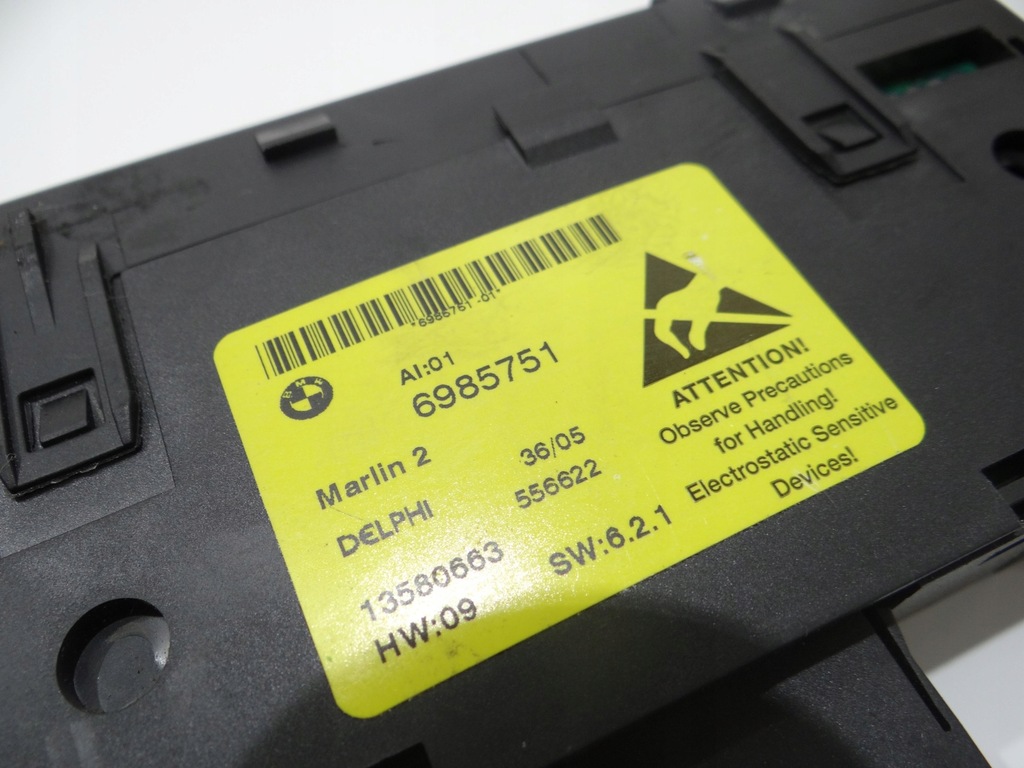 *6985751-01*
BMW
AI:01
6985751
Marlin 2 36/05
DELPHI 556622
13580663
HW:09 SW:6.2.1
ATTENTION!
Observe Precautions
for Handling!
Electrostatic Sensitive
Devices!